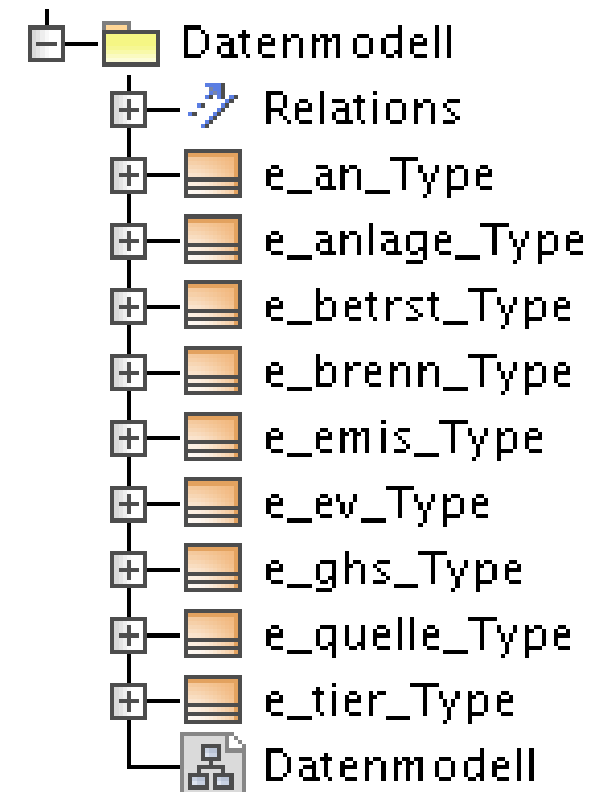 Datenmodell
Relations
e_an_Type
e_anlage_Type
e_betrst_Type
e_brenn_Type
e_emis_Type
e_ev_Type
e_ghs_Type
e_quelle_Type
e_tier_Type
Datenmodell